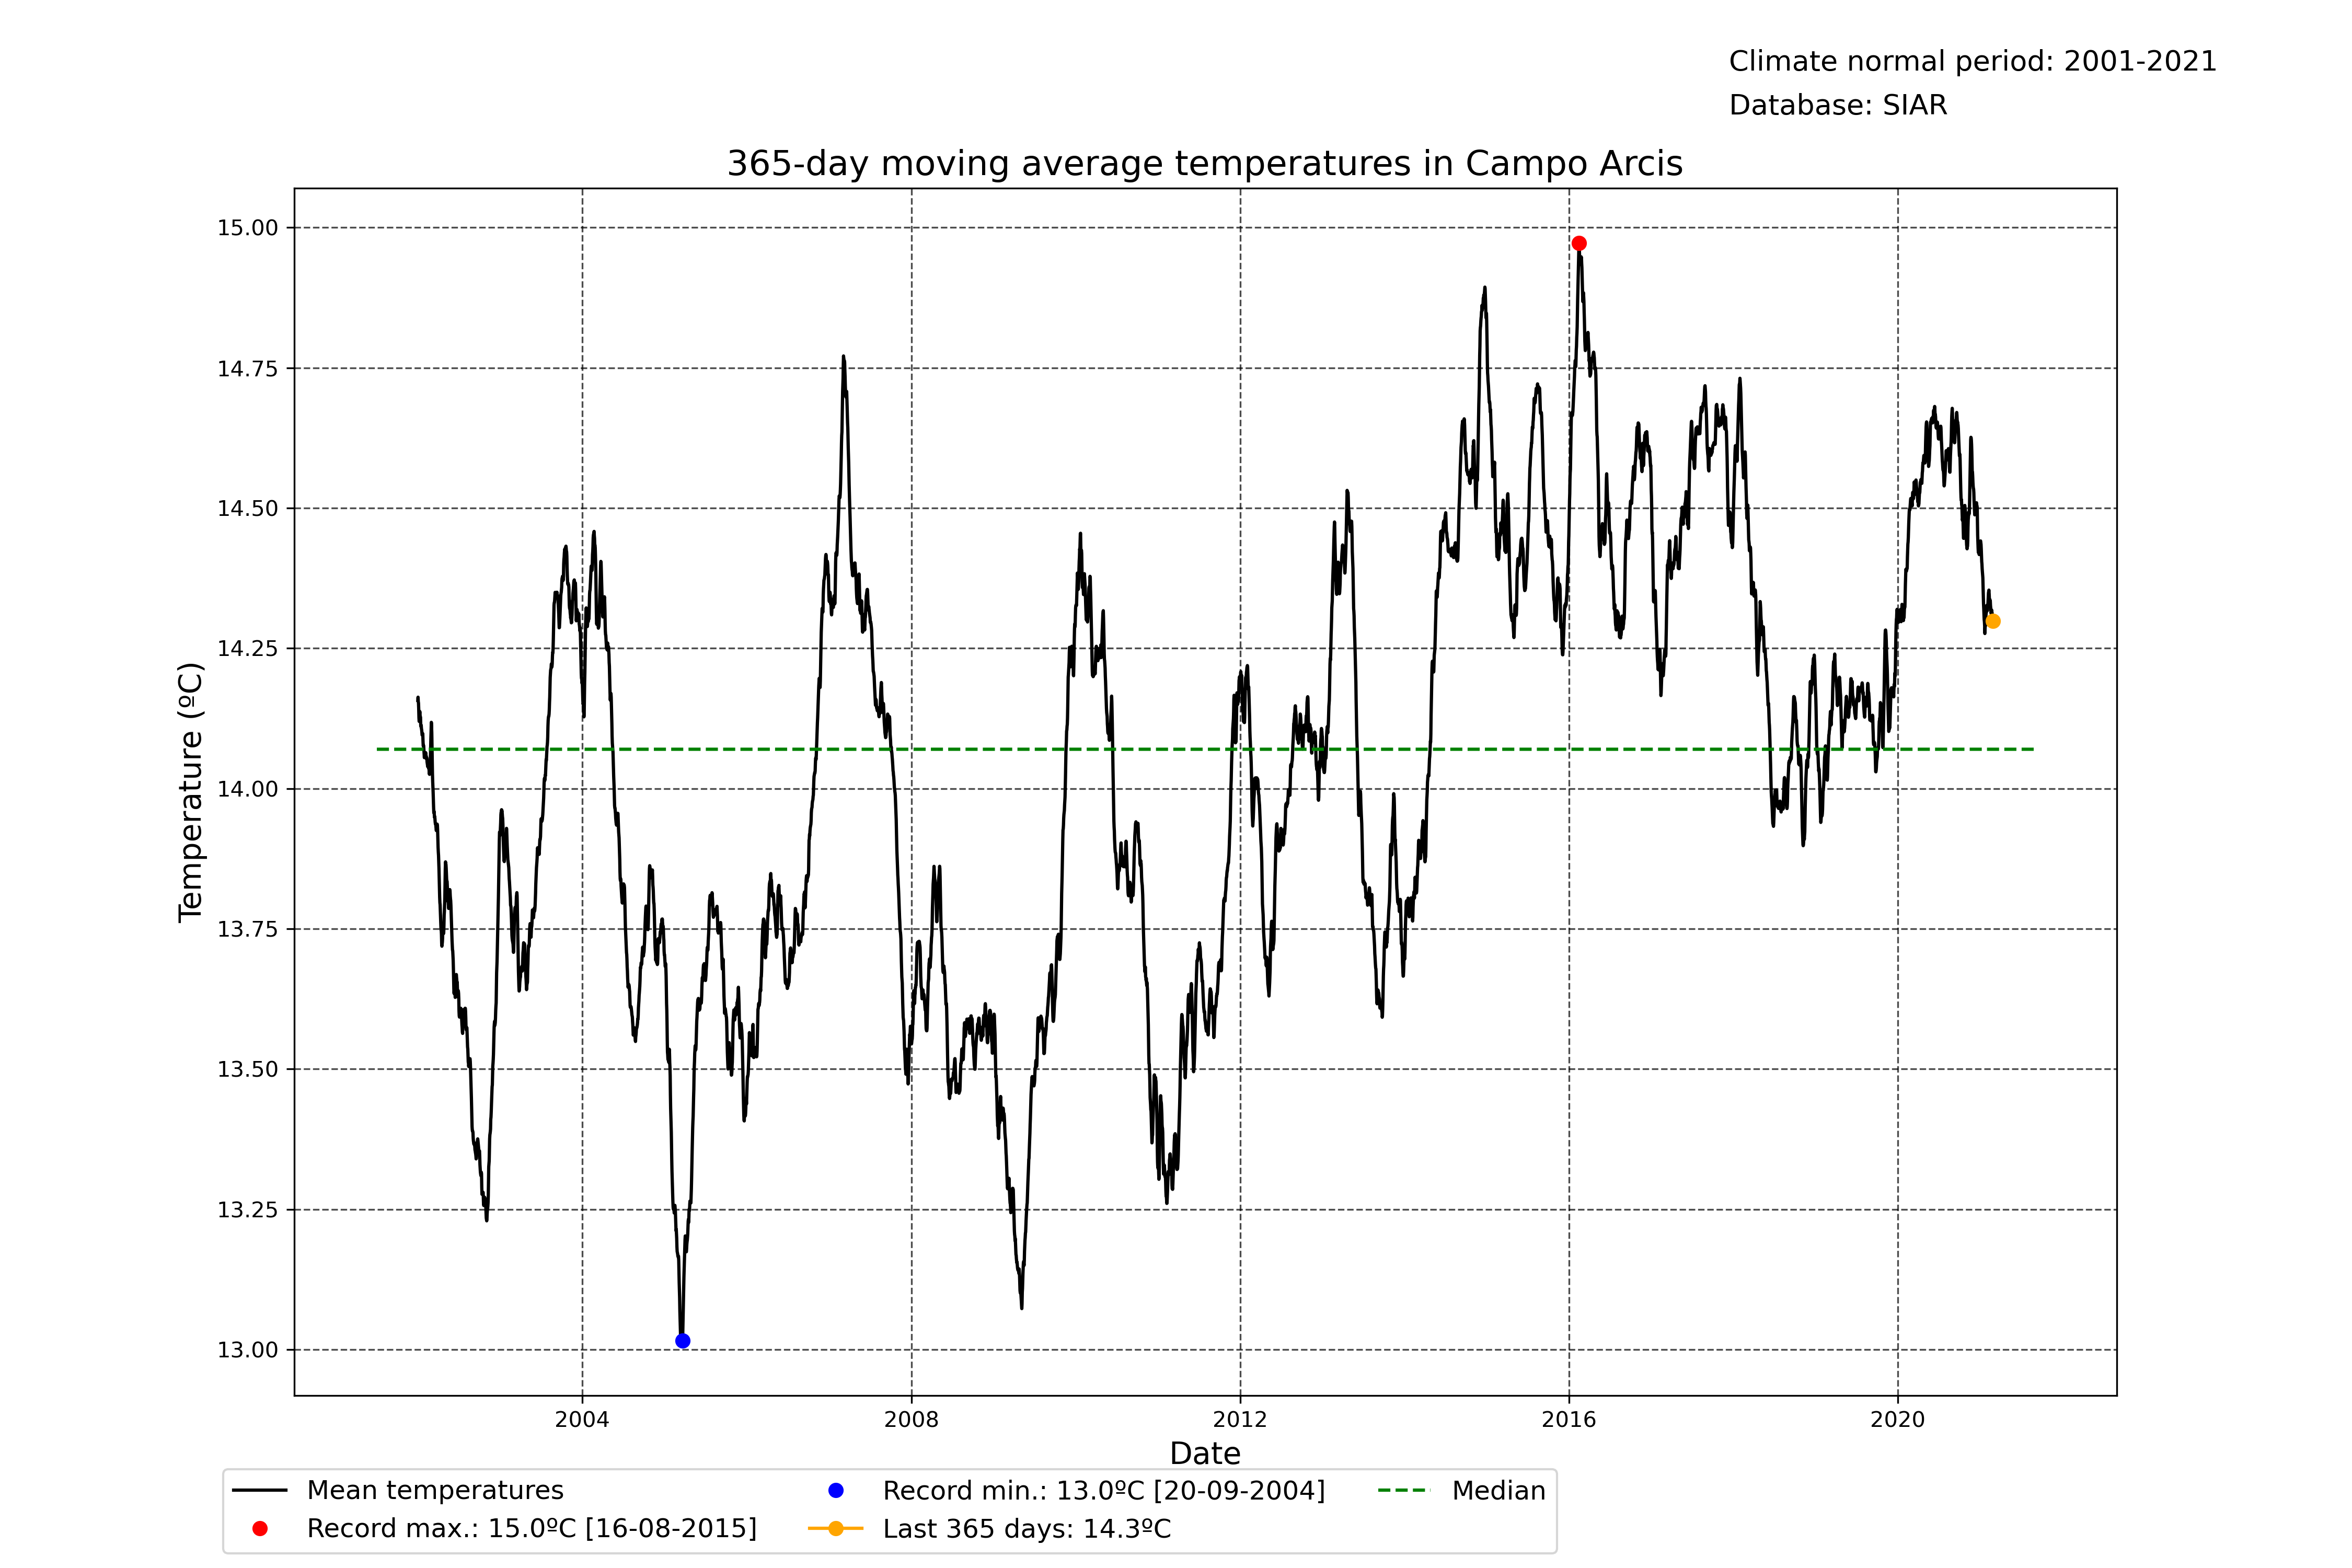 Climate normal period: 2001-2021
Database: SIAR
365-day moving average temperatures in Campo Arcis
15.00
14.75
14.50
14.25
14.00
13.75
13.50
13.25
13.00
Temperature (ºC)
2004 2008 2012 2016 2020
Date
Mean temperatures
Record max.: 15.0ºC [16-08-2015]
Record min.: 13.0ºC [20-09-2004]
Last 365 days: 14.3ºC
Median